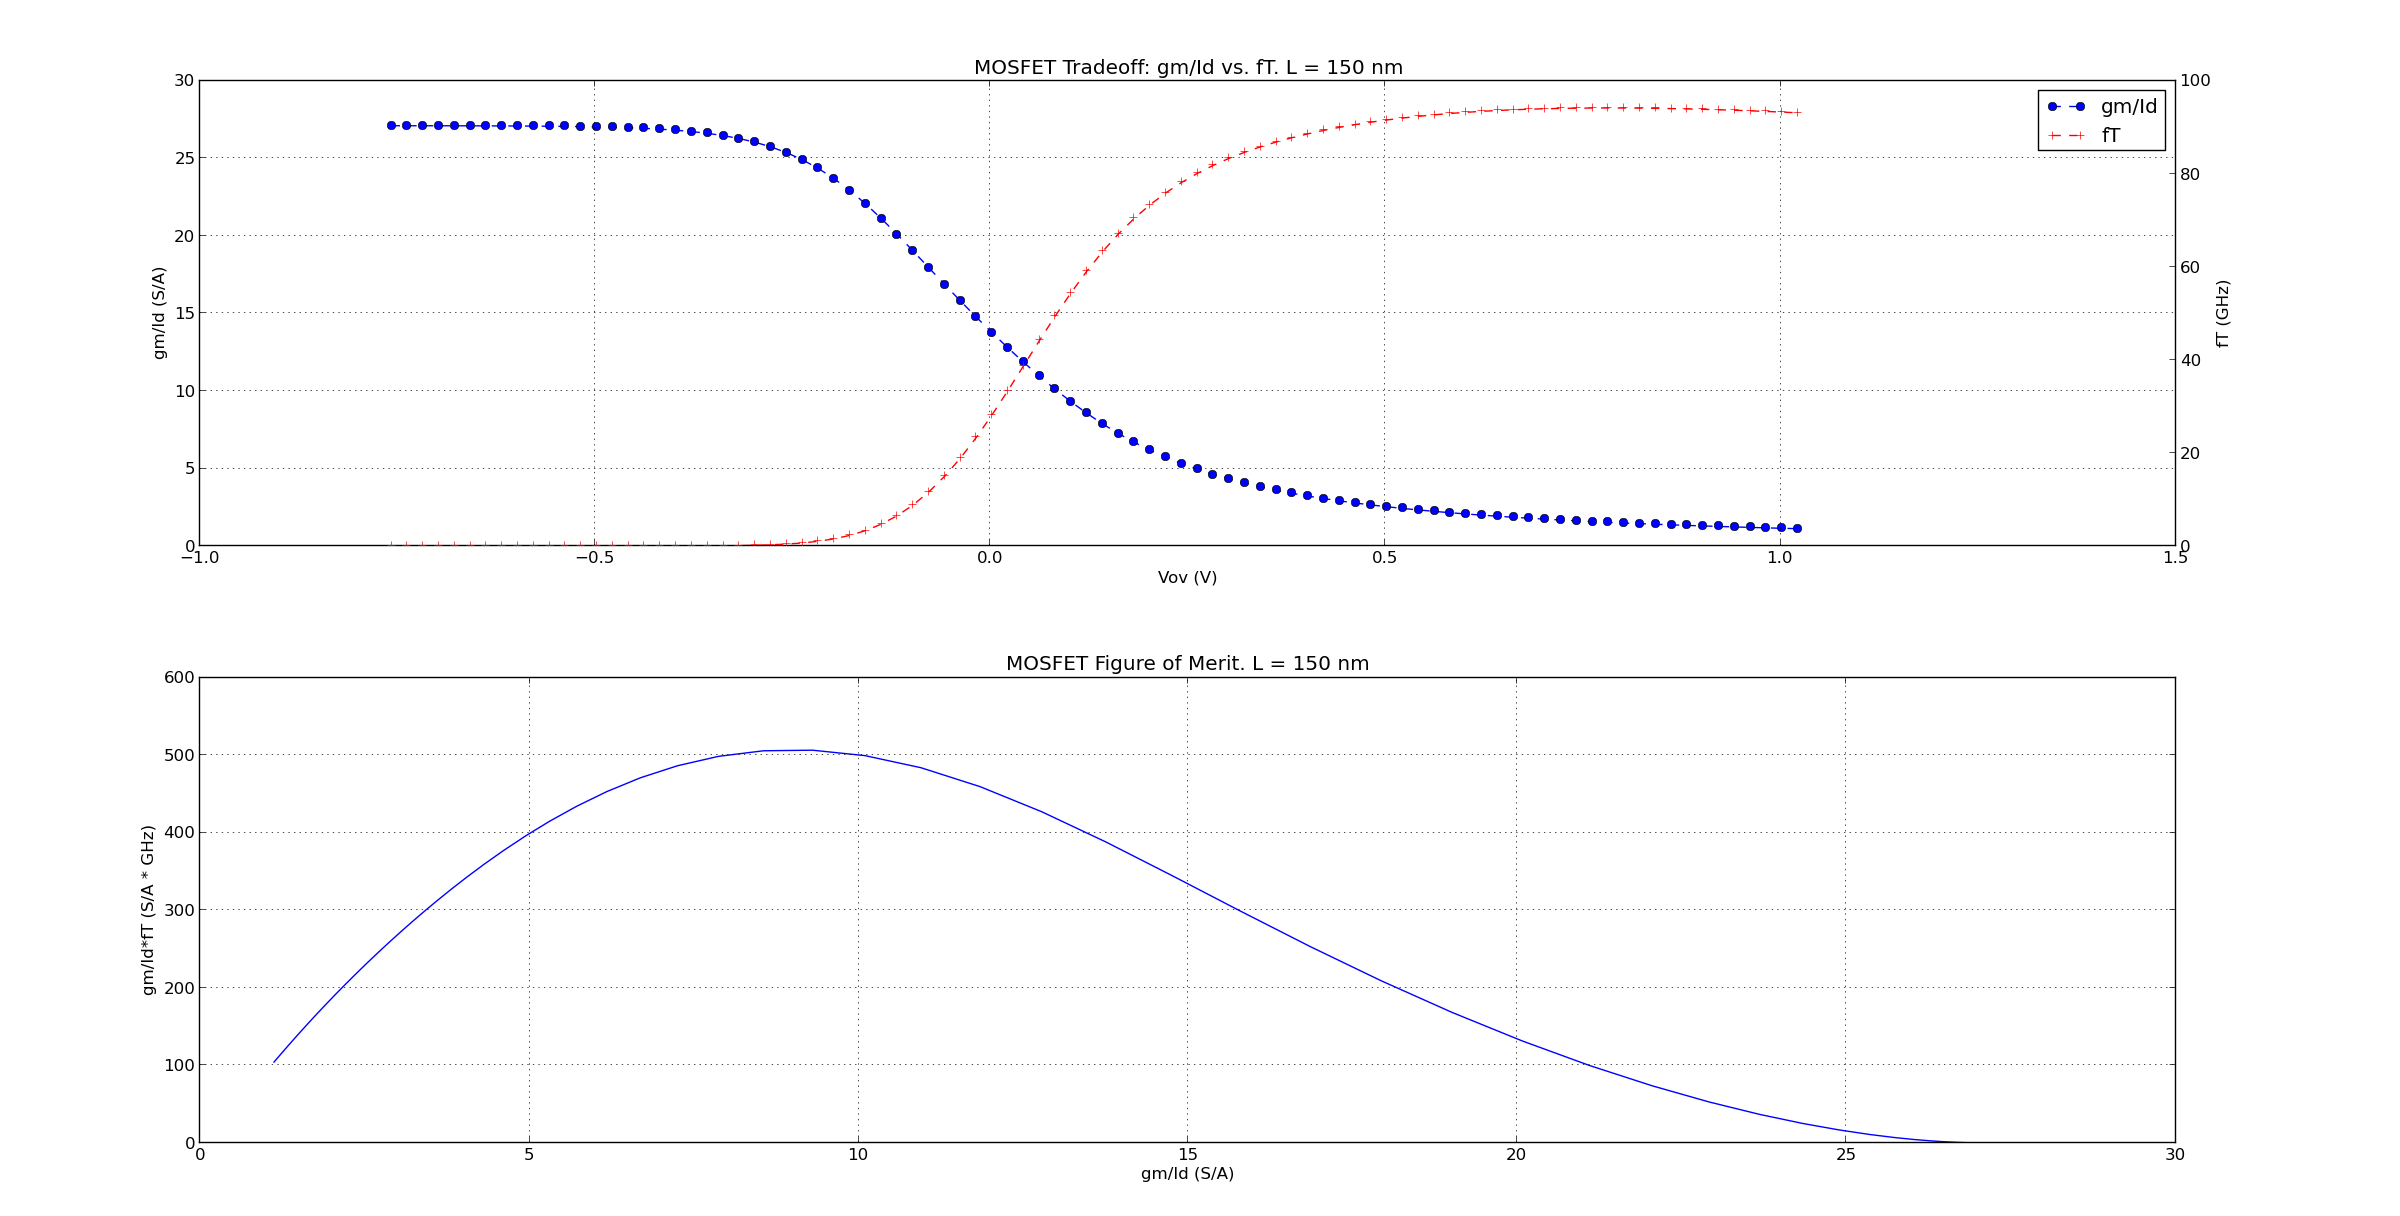 MOSFET Tradeoff: gm/Id vs. fT. L = 150 nm
30
25
20
15
10
5
0
gm/Id (S/A)
100
80
60
40
20
0
fT (GHz)
gm/Id
fT
−1.0 −0.5 0.0 0.5 1.0 1.5
Vov (V)
MOSFET Figure of Merit. L = 150 nm
600
500
400
300
200
100
0
gm/Id*fT (S/A * GHz)
0 5 10 15 20 25 30
gm/Id (S/A)